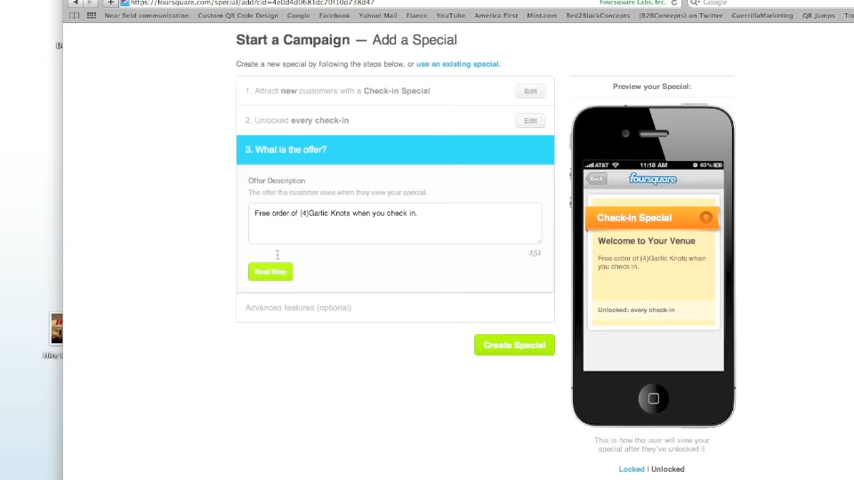 https://foursquare.com/special/add?cid=4e0d4d0681dc70f10d738d47
Foursquare Labs, Inc.
Google
Near field communication
Custom QR Code Design
Google
Facebook
Yahoo! Mail
Elance
YouTube
America First
Mint.com
Red2BlackConcepts
(R2BConcepts) on Twitter
GuerrillaMarketing
QR Jumps
Start a Campaign — Add a Special
Create a new special by following the steps below, or use an existing special.
1. Attract new customers with a Check-in Special
Edit
2. Unlocked every check-in
Edit
3. What is the offer?
Offer Description
The offer the customer sees when they view your special.
Free order of (4)Garlic Knots when you check in.
151
Next Step
Advanced features (optional)
Create Special
Preview your Special:
AT&T
11:18 AM
63%
Back
foursquare
Check-in Special
Welcome to Your Venue
Free order of (4)Garlic Knots when
you check in.
Unlocked: every check-in
This is how the user will view your
special after they've unlocked it
Locked | Unlocked